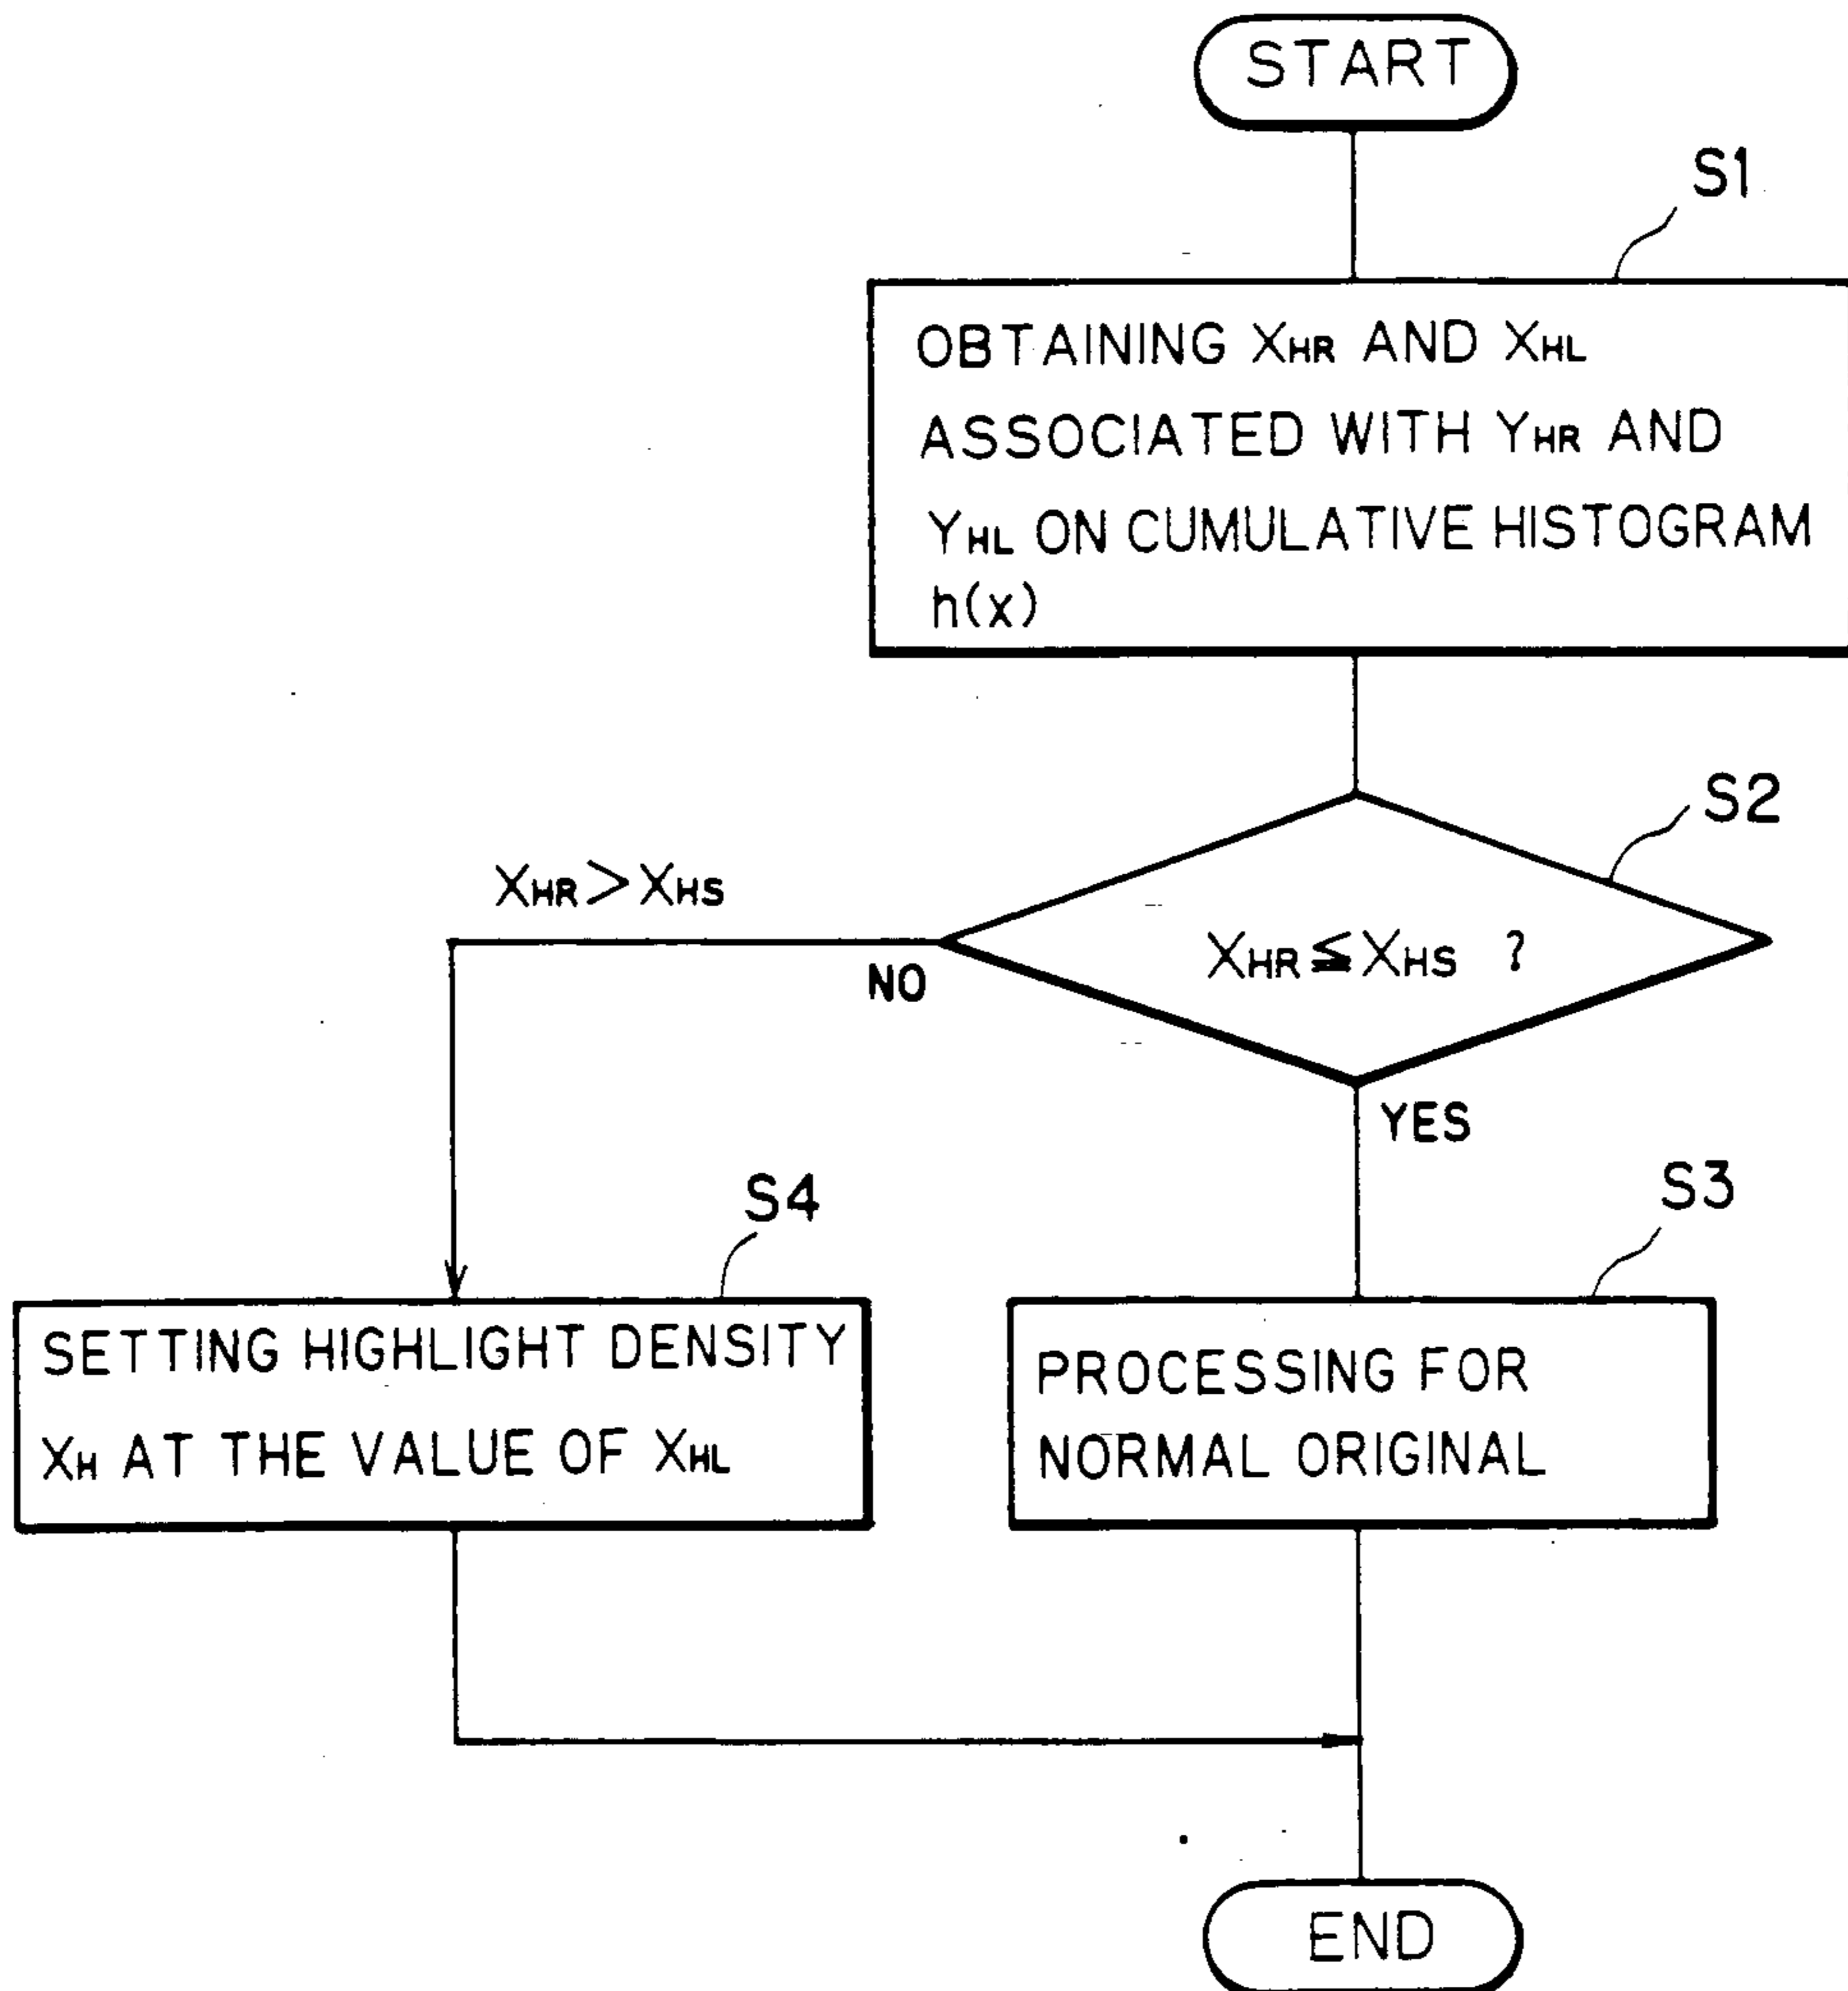 START
S1
OBTAINING XHR AND XHL
ASSOCIATED WITH YHR AND
YHL ON CUMULATIVE HISTOGRAM
h(x)
S2
XHR>XHS
XHR≦XHS ?
NO
YES
S4
S3
SETTING HIGHLIGHT DENSITY
XH AT THE VALUE OF XHL
PROCESSING FOR
NORMAL ORIGINAL
END